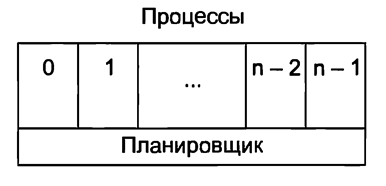 Процессы
0 1 ... n – 2 n – 1
Планировщик